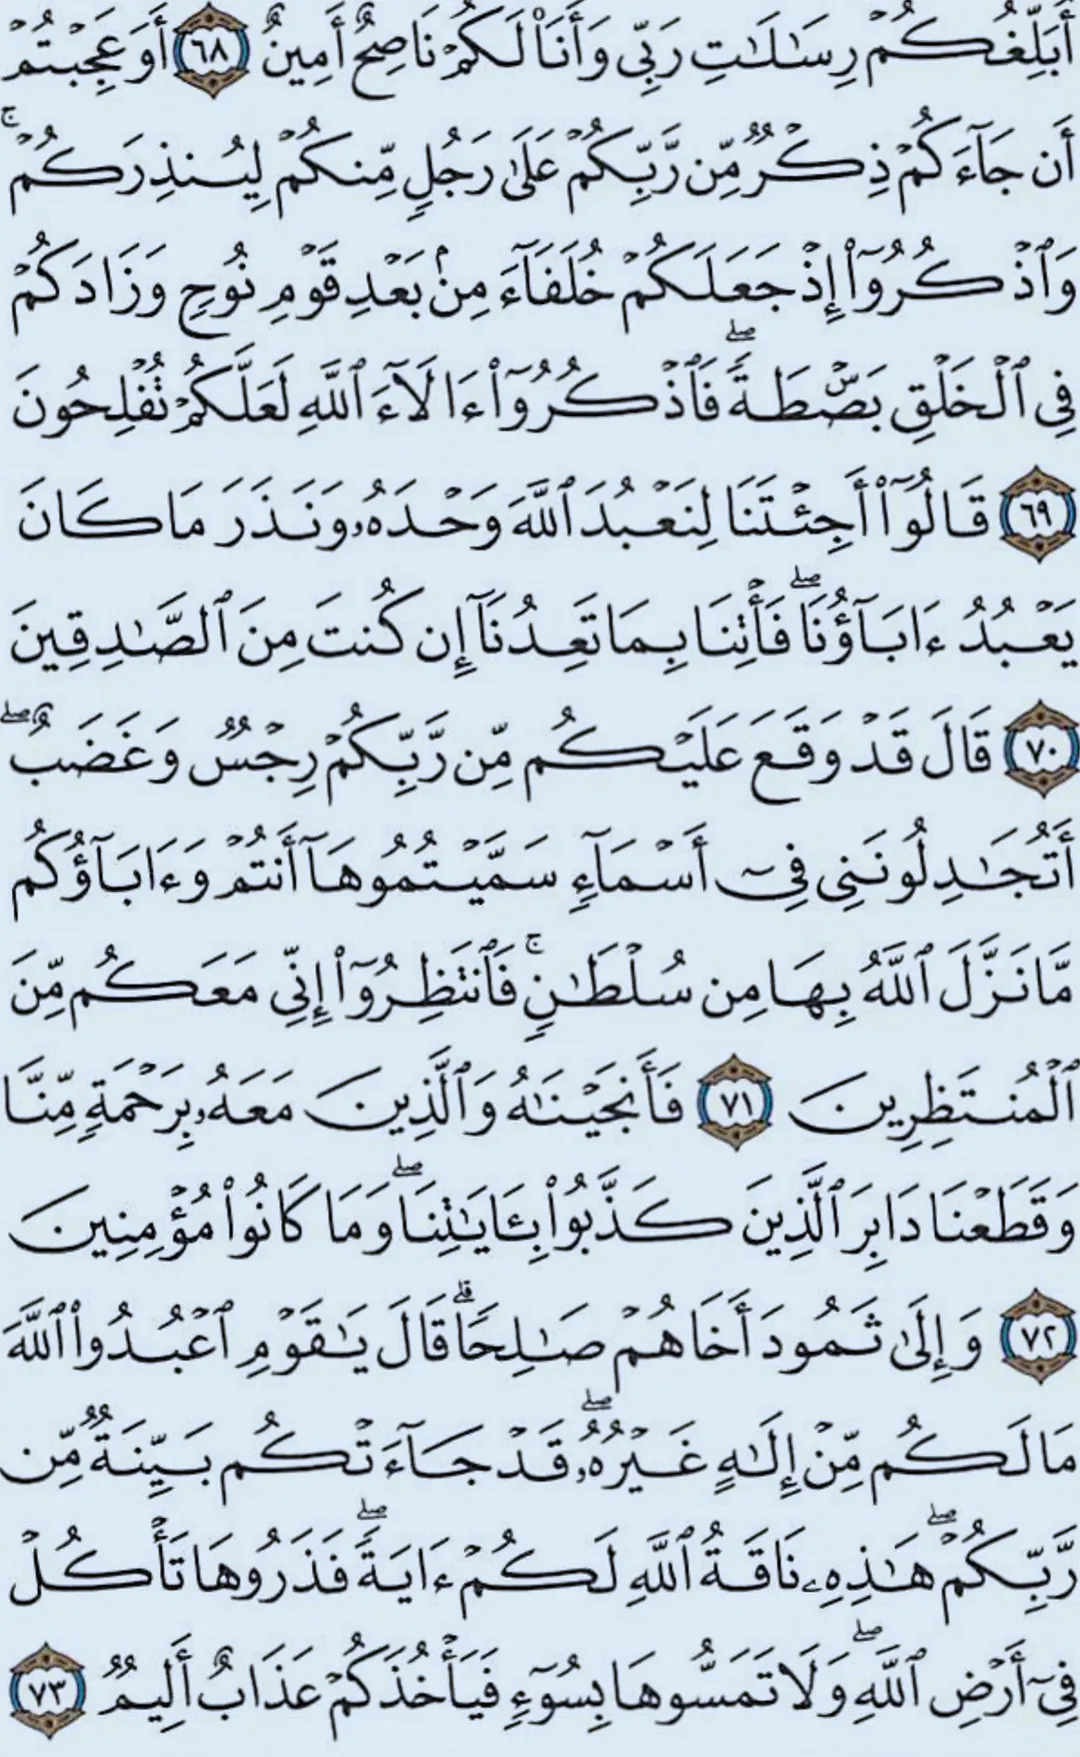 أُبَلِّغُكُمْ رِسَـٰلَـٰتِ رَبِّى وَأَنَا۠ لَكُمْ نَاصِحٌ أَمِينٌ ٦٨ أَوَعَجِبْتُمْ
أَن جَآءَكُمْ ذِكْرٌ مِّن رَّبِّكُمْ عَلَىٰ رَجُلٍ مِّنكُمْ لِيُنذِرَكُمْ ۚ
وَٱذْكُرُوٓا۟ إِذْ جَعَلَكُمْ خُلَفَآءَ مِنۢ بَعْدِ قَوْمِ نُوحٍ وَزَادَكُمْ
فِى ٱلْخَلْقِ بَصْۜطَةً ۖ فَٱذْكُرُوٓا۟ ءَالَآءَ ٱللَّهِ لَعَلَّكُمْ تُفْلِحُونَ
٦٩ قَالُوٓا۟ أَجِئْتَنَا لِنَعْبُدَ ٱللَّهَ وَحْدَهُۥ وَنَذَرَ مَا كَانَ
يَعْبُدُ ءَابَآؤُنَا ۖ فَأْتِنَا بِمَا تَعِدُنَآ إِن كُنتَ مِنَ ٱلصَّـٰدِقِينَ
٧٠ قَالَ قَدْ وَقَعَ عَلَيْكُم مِّن رَّبِّكُمْ رِجْسٌ وَغَضَبٌ ۖ
أَتُجَـٰدِلُونَنِى فِىٓ أَسْمَآءٍ سَمَّيْتُمُوهَآ أَنتُمْ وَءَابَآؤُكُم
مَّا نَزَّلَ ٱللَّهُ بِهَا مِن سُلْطَـٰنٍ ۚ فَٱنتَظِرُوٓا۟ إِنِّى مَعَكُم مِّنَ
ٱلْمُنتَظِرِينَ ٧١ فَأَنجَيْنَـٰهُ وَٱلَّذِينَ مَعَهُۥ بِرَحْمَةٍ مِّنَّا
وَقَطَعْنَا دَابِرَ ٱلَّذِينَ كَذَّبُوا۟ بِـَٔايَـٰتِنَا ۖ وَمَا كَانُوا۟ مُؤْمِنِينَ
٧٢ وَإِلَىٰ ثَمُودَ أَخَاهُمْ صَـٰلِحًا ۗ قَالَ يَـٰقَوْمِ ٱعْبُدُوا۟ ٱللَّهَ
مَا لَكُم مِّنْ إِلَـٰهٍ غَيْرُهُۥ ۖ قَدْ جَآءَتْكُم بَيِّنَةٌ مِّن
رَّبِّكُمْ ۖ هَـٰذِهِۦ نَاقَةُ ٱللَّهِ لَكُمْ ءَايَةً ۖ فَذَرُوهَا تَأْكُلْ
فِىٓ أَرْضِ ٱللَّهِ ۖ وَلَا تَمَسُّوهَا بِسُوٓءٍ فَيَأْخُذَكُمْ عَذَابٌ أَلِيمٌ ٧٣